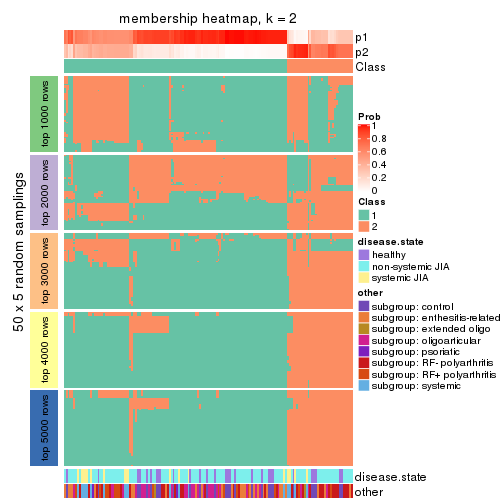 membership heatmap, k = 2
p1
p2
Class
50 x 5 random samplings
top 1000 rows
top 2000 rows
top 3000 rows
top 4000 rows
top 5000 rows
Prob
1
0.8
0.6
0.4
0.2
0
Class
1
2
disease.state
healthy
non-systemic JIA
systemic JIA
other
subgroup: control
subgroup: enthesitis-related
subgroup: extended oligo
subgroup: oligoarticular
subgroup: psoriatic
subgroup: RF- polyarthritis
subgroup: RF+ polyarthritis
subgroup: systemic
disease.state
other